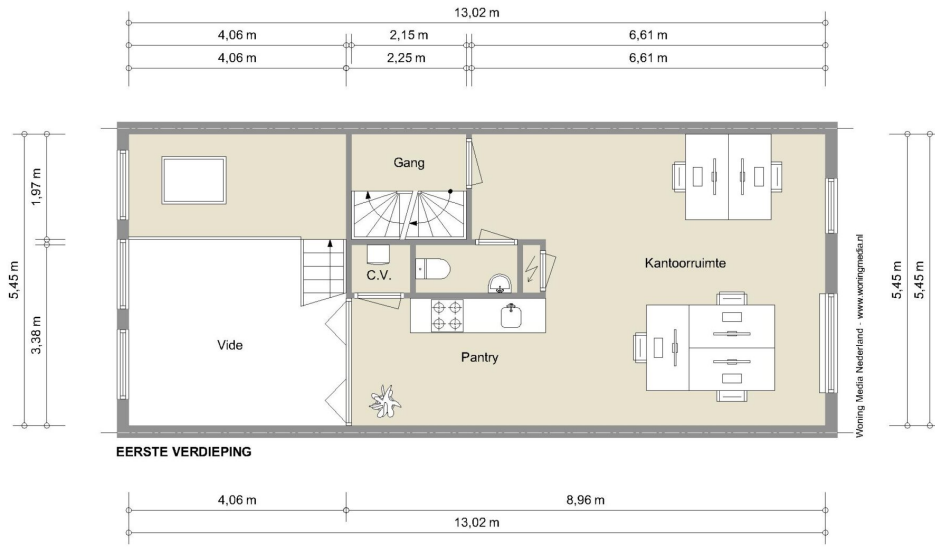 13,02 m
4,06 m
2,15 m
6,61 m
4,06 m
2,25 m
6,61 m
Gang
1,97 m
5,45 m
3,38 m
C.V.
Kantoorruimte
Vide
Pantry
5,45 m
5,45 m
Woning Media Nederland - www.woningmedia.nl
EERSTE VERDIEPING
4,06 m
8,96 m
13,02 m